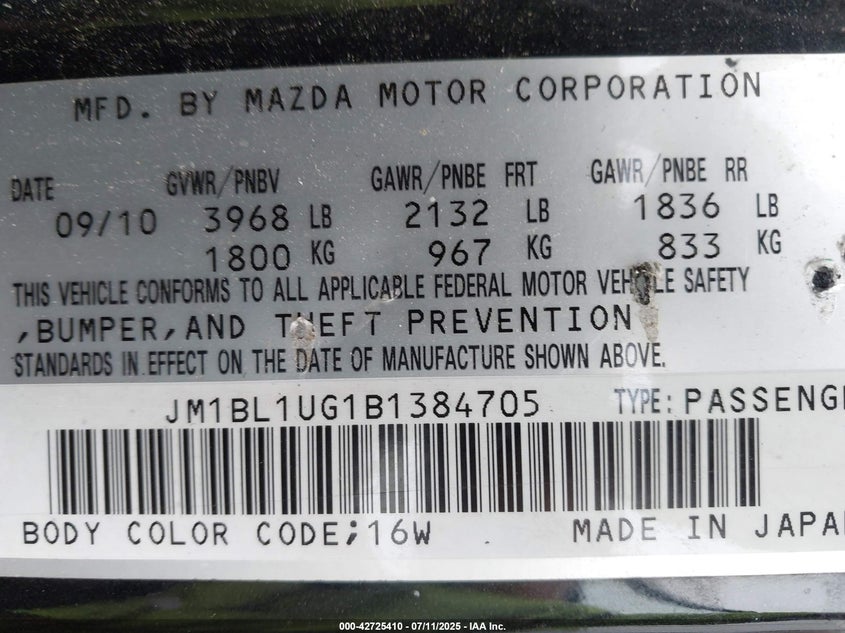 MFD. BY MAZDA MOTOR CORPORATION
DATE GVWR/PNBV GAWR/PNBE FRT GAWR/PNBE RR
09/10 3968 LB 2132 LB 1836 LB
1800 KG 967 KG 833 KG
THIS VEHICLE CONFORMS TO ALL APPLICABLE FEDERAL MOTOR VEHICLE SAFETY
,BUMPER,AND THEFT PREVENTION
STANDARDS IN EFFECT ON THE DATE OF MANUFACTURE SHOWN ABOVE.
JM1BL1UG1B1384705 TYPE: PASSENGE
BODY COLOR CODE;16W MADE IN JAPA
000-42725410 - 07/11/2025 - IAA Inc.